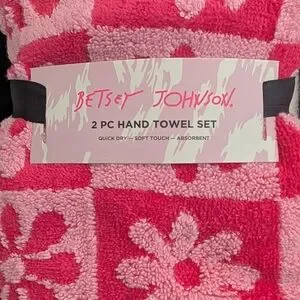 BETSEY JOHNSON.
2 PC HAND TOWEL SET
QUICK DRY — SOFT TOUCH — ABSORBENT